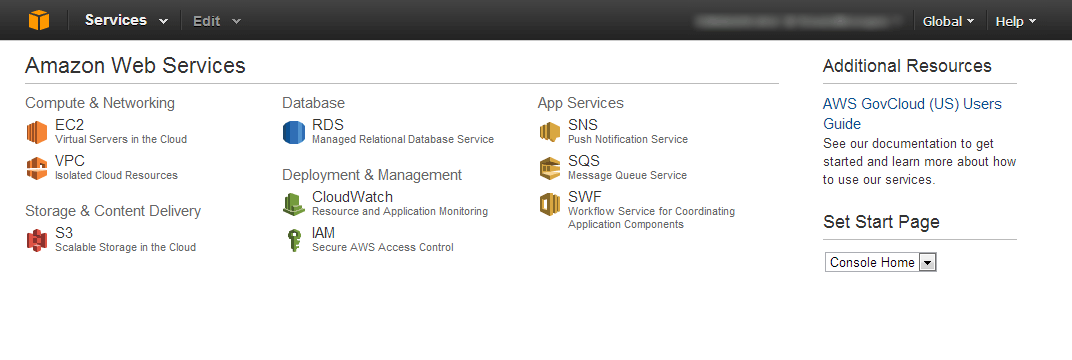 Services Edit Global Help
Amazon Web Services
Compute & Networking
EC2
Virtual Servers in the Cloud
VPC
Isolated Cloud Resources
Storage & Content Delivery
S3
Scalable Storage in the Cloud
Database
RDS
Managed Relational Database Service
Deployment & Management
CloudWatch
Resource and Application Monitoring
IAM
Secure AWS Access Control
App Services
SNS
Push Notification Service
SQS
Message Queue Service
SWF
Workflow Service for Coordinating
Application Components
Additional Resources
AWS GovCloud (US) Users
Guide
See our documentation to get
started and learn more about how
to use our services.
Set Start Page
Console Home